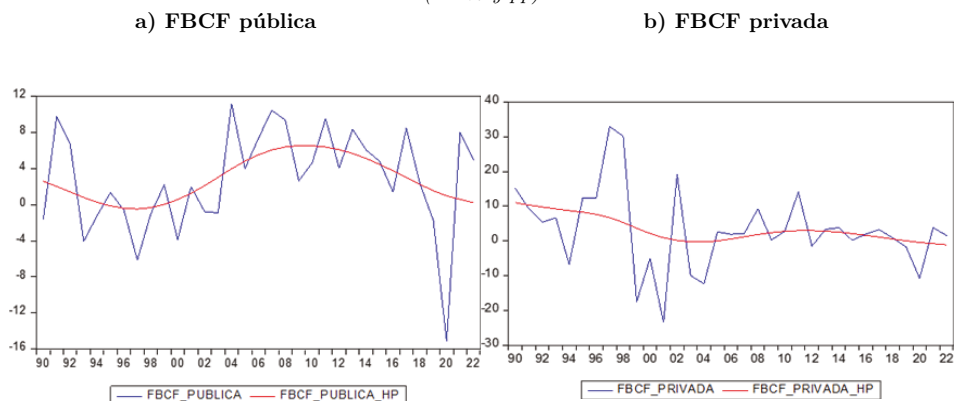 a) FBCF pública
b) FBCF privada
12
8
4
0
-4
-8
-12
-16
90 92 94 96 98 00 02 04 06 08 10 12 14 16 18 20 22
FBCF_PUBLICA FBCF_PUBLICA_HP
40
30
20
10
0
-10
-20
-30
90 92 94 96 98 00 02 04 06 08 10 12 14 16 18 20 22
FBCF_PRIVADA FBCF_PRIVADA_HP